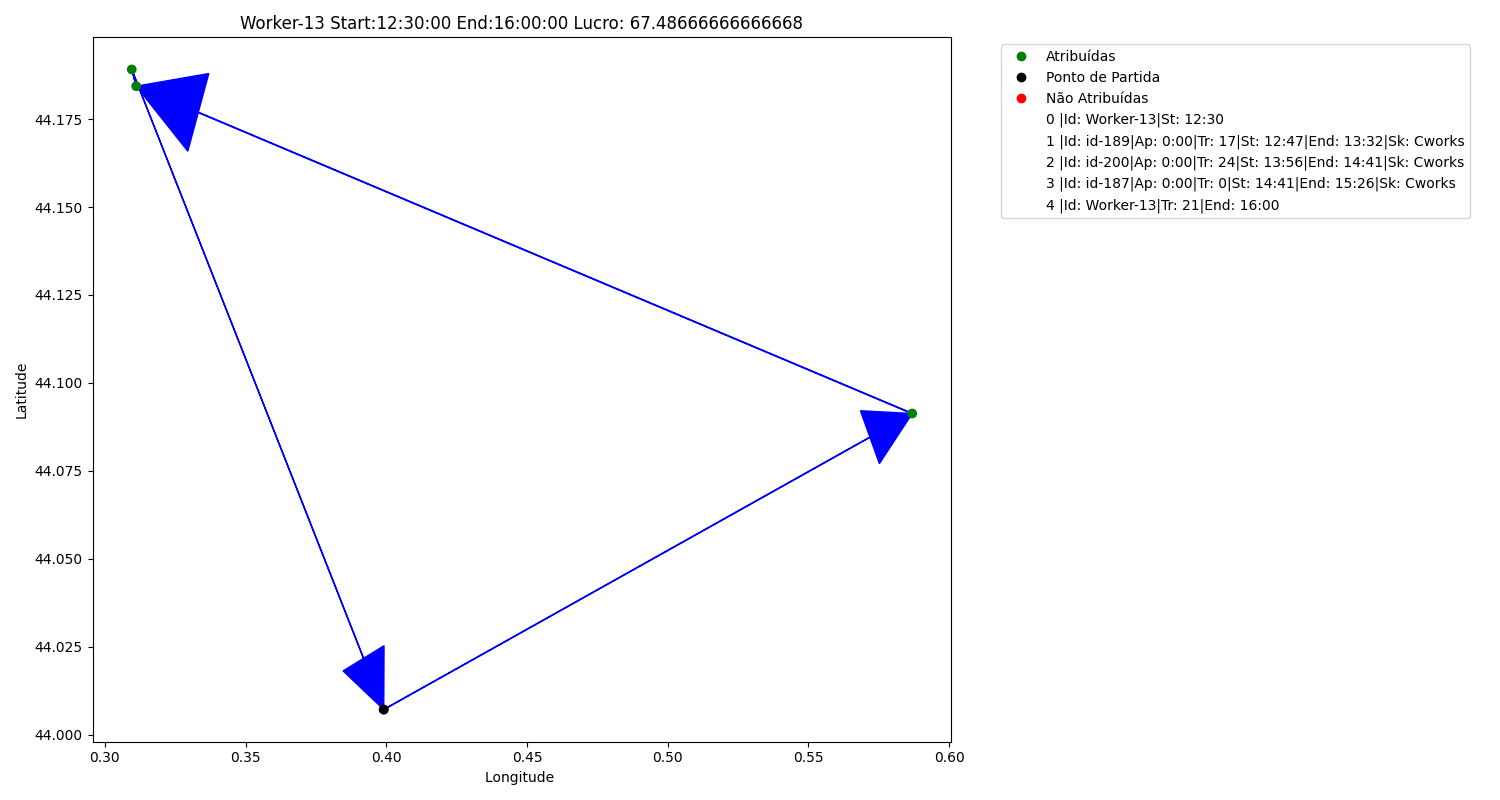 Worker-13 Start:12:30:00 End:16:00:00 Lucro: 67.48666666666668
Atribuídas
Ponto de Partida
Não Atribuídas
0 |Id: Worker-13|St: 12:30
1 |Id: id-189|Ap: 0:00|Tr: 17|St: 12:47|End: 13:32|Sk: Cworks
2 |Id: id-200|Ap: 0:00|Tr: 24|St: 13:56|End: 14:41|Sk: Cworks
3 |Id: id-187|Ap: 0:00|Tr: 0|St: 14:41|End: 15:26|Sk: Cworks
4 |Id: Worker-13|Tr: 21|End: 16:00
Latitude
44.175
44.150
44.125
44.100
44.075
44.050
44.025
44.000
0.30 0.35 0.40 0.45 0.50 0.55 0.60
Longitude